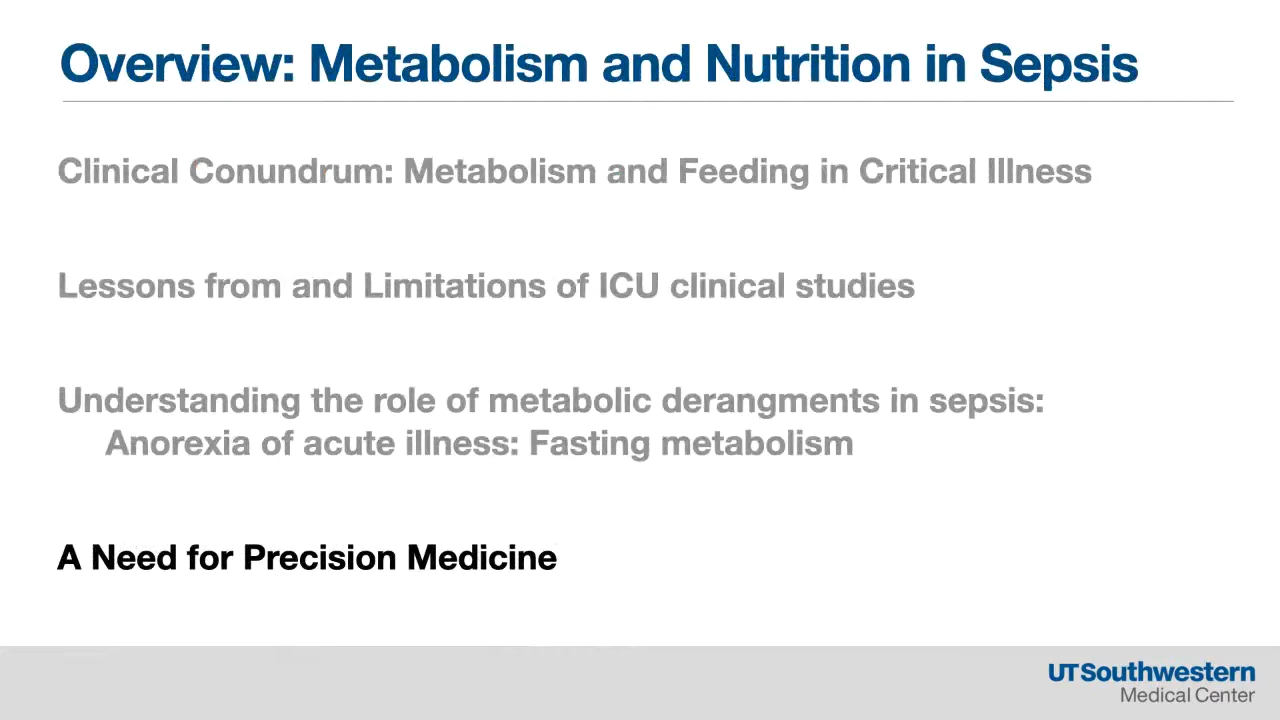 Overview: Metabolism and Nutrition in Sepsis
Clinical Conundrum: Metabolism and Feeding in Critical Illness
Lessons from and Limitations of ICU clinical studies
Understanding the role of metabolic derangments in sepsis:
Anorexia of acute illness: Fasting metabolism
A Need for Precision Medicine
UTSouthwestern
Medical Center